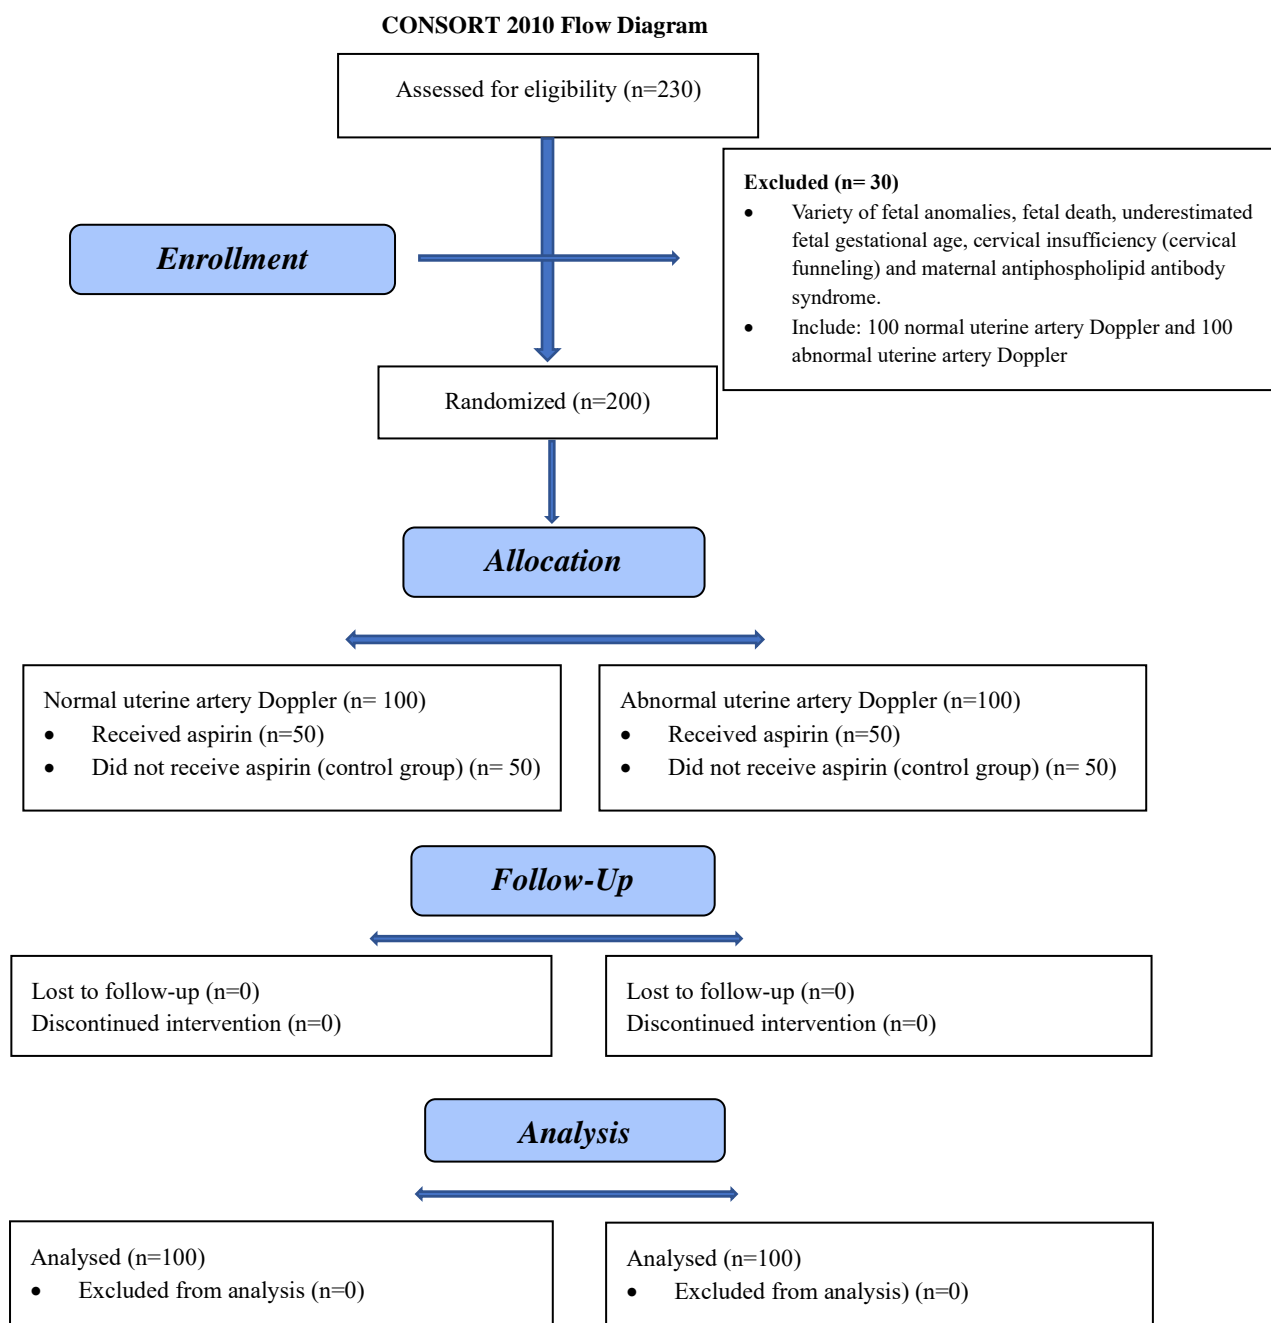 CONSORT 2010 Flow Diagram
Assessed for eligibility (n=230)
Enrollment
Excluded (n= 30)
• Variety of fetal anomalies, fetal death, underestimated
fetal gestational age, cervical insufficiency (cervical
funneling) and maternal antiphospholipid antibody
syndrome.
• Include: 100 normal uterine artery Doppler and 100
abnormal uterine artery Doppler
Randomized (n=200)
Allocation
Normal uterine artery Doppler (n= 100)
• Received aspirin (n=50)
• Did not receive aspirin (control group) (n= 50)
Abnormal uterine artery Doppler (n=100)
• Received aspirin (n=50)
• Did not receive aspirin (control group) (n= 50)
Follow-Up
Lost to follow-up (n=0)
Discontinued intervention (n=0)
Lost to follow-up (n=0)
Discontinued intervention (n=0)
Analysis
Analysed (n=100)
• Excluded from analysis (n=0)
Analysed (n=100)
• Excluded from analysis) (n=0)